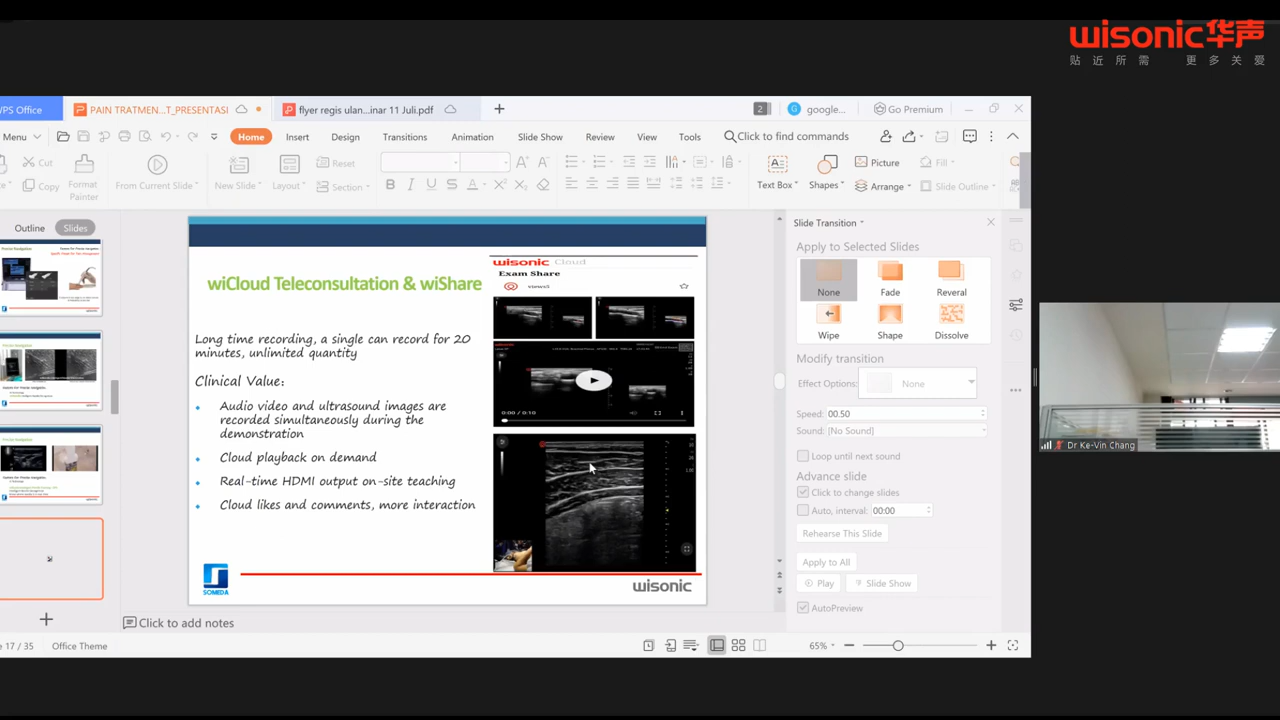 wisonic华声
贴近所需 更多关爱
WPS Office
PAIN TRATMEN...T_PRESENTASI
flyer regis ulan...inar 11 Juli.pdf
2
google...
Go Premium
Menu
Home
Insert
Design
Transitions
Animation
Slide Show
Review
View
Tools
Click to find commands
Cut
Copy
Format
Painter
From Current Slide
New Slide
Layout
Reset
Section
Text Box
Shapes
Picture
Arrange
Fill
Slide Outline
Outline
Slides
wiCloud Teleconsultation & wiShare
Long time recording, a single can record for 20
minutes, unlimited quantity
Clinical Value:
Audio video and ultrasound images are
recorded simultaneously during the
demonstration
Cloud playback on demand
Real-time HDMI output on-site teaching
Cloud likes and comments, more interaction
wisonic Cloud
Exam Share
views5
0:00 / 0:10
SOMEDA
wisonic
Slide Transition
Apply to Selected Slides
None
Fade
Reveral
Wipe
Shape
Dissolve
Modify transition
Effect Options:
None
Speed: 00.50
Sound: [No Sound]
Loop until next sound
Advance slide
Click to change slides
Auto, interval: 00:00
Rehearse This Slide
Apply to All
Play
Slide Show
AutoPreview
Dr Ke-Vin Chang
Click to add notes
17 / 35
Office Theme
65%